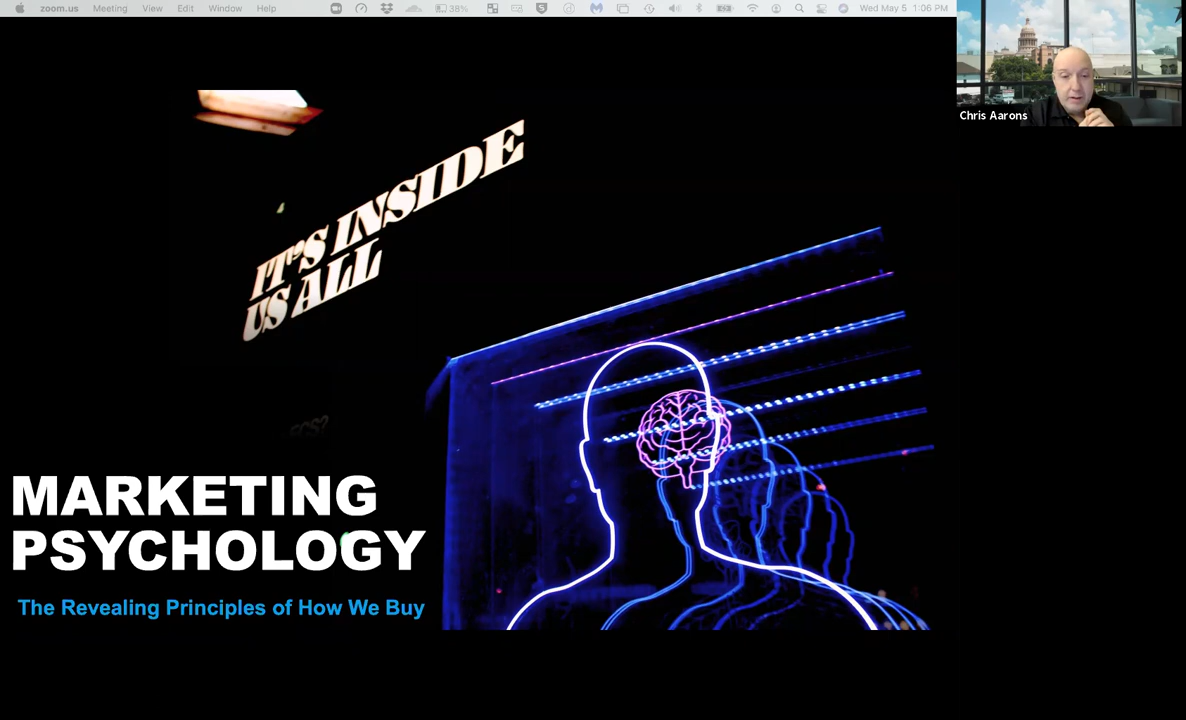 zoom.us Meeting View Edit Window Help 38% Wed May 5 1:06 PM
Chris Aarons
IT'S INSIDE
US ALL
MARKETING
PSYCHOLOGY
The Revealing Principles of How We Buy